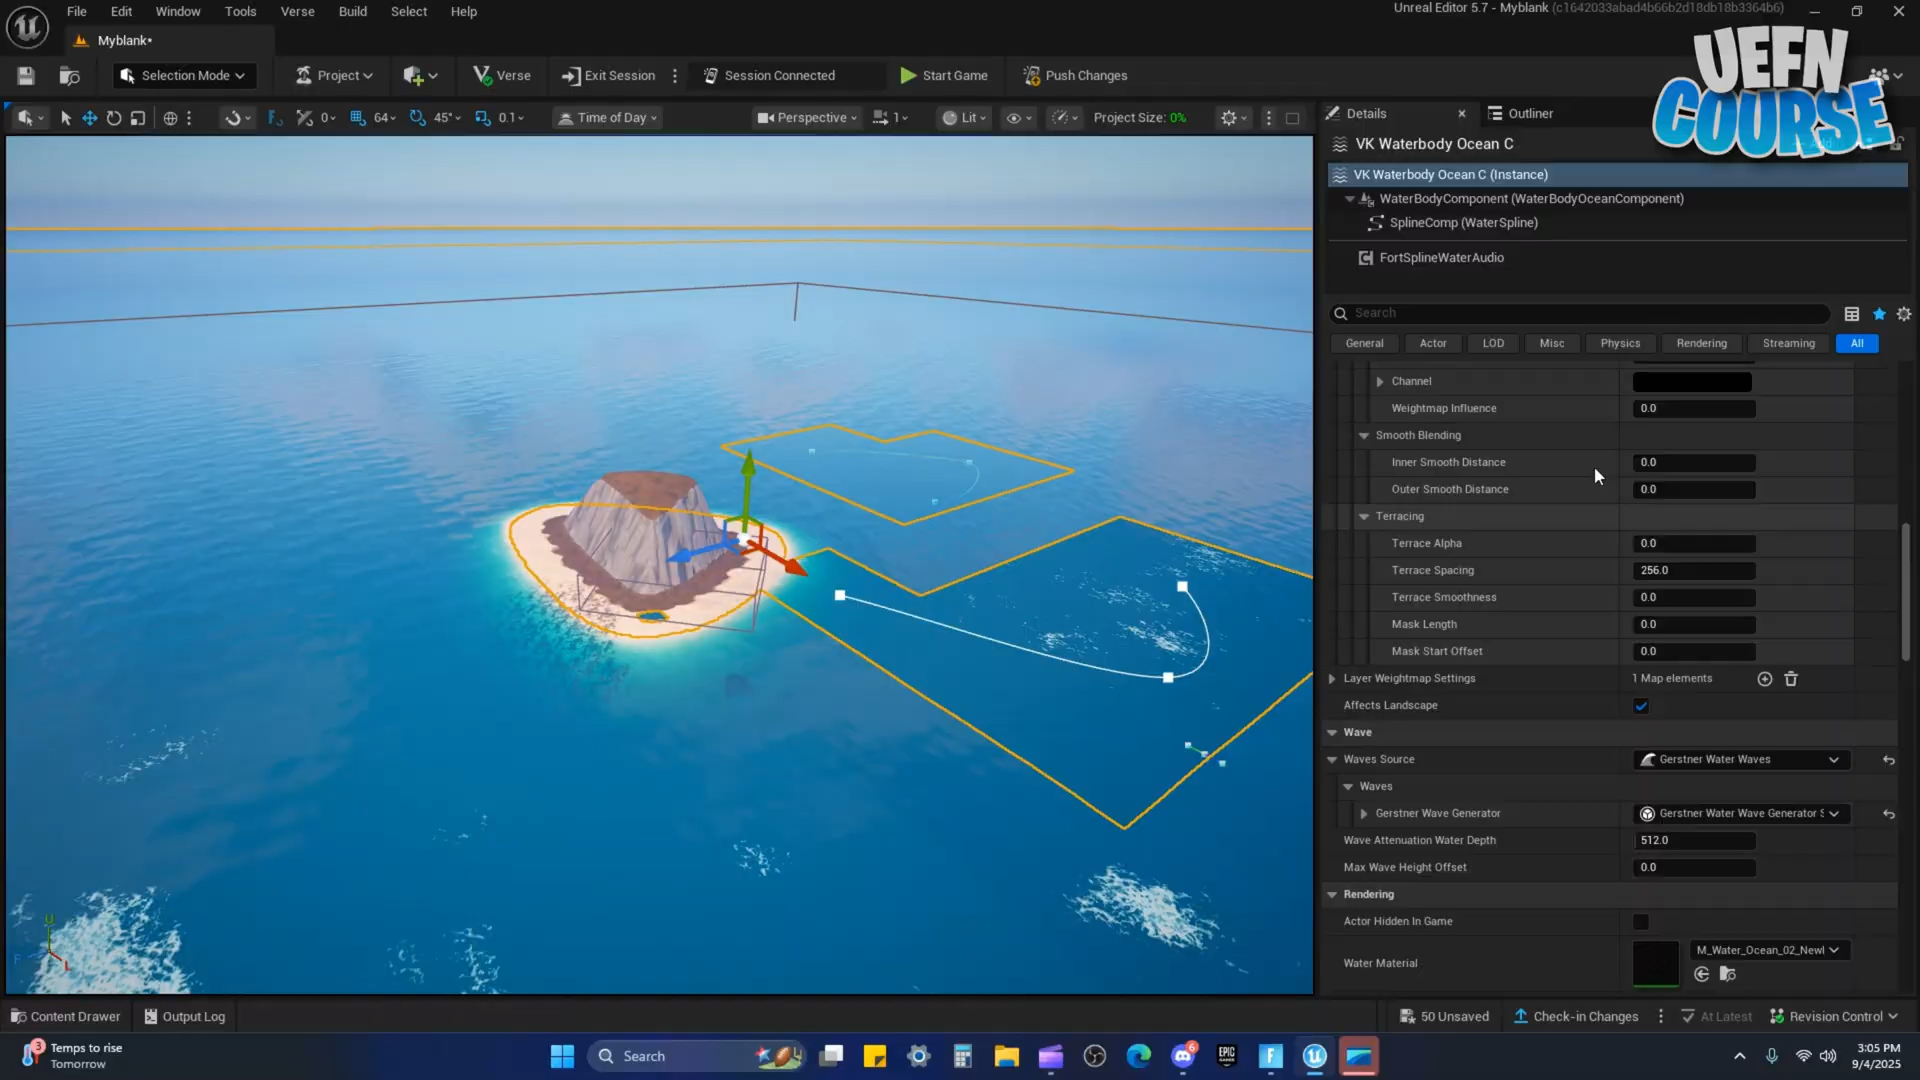 File Edit Window Tools Verse Build Select Help
Unreal Editor 5.7 - Myblank (c1642033abad4b66b2d18db18b3364b6)
Myblank•
UEFN COURSE
Selection Mode
Project
Verse
Exit Session
Session Connected
Start Game
Push Changes
0
64
45°
0.1
Time of Day
Perspective
1
Lit
Project Size: 0%
Details
Outliner
VK Waterbody Ocean C
VK Waterbody Ocean C (Instance)
WaterBodyComponent (WaterBodyOceanComponent)
SplineComp (WaterSpline)
FortSplineWaterAudio
Search
General Actor LOD Misc Physics Rendering Streaming All
Channel
Weightmap Influence 0.0
Smooth Blending
Inner Smooth Distance 0.0
Outer Smooth Distance 0.0
Terracing
Terrace Alpha 0.0
Terrace Spacing 256.0
Terrace Smoothness 0.0
Mask Length 0.0
Mask Start Offset 0.0
Layer Weightmap Settings 1 Map elements
Affects Landscape
Wave
Waves Source Gerstner Water Waves
Waves
Gerstner Wave Generator Gerstner Water Wave Generator S
Wave Attenuation Water Depth 512.0
Max Wave Height Offset 0.0
Rendering
Actor Hidden In Game
Water Material M_Water_Ocean_02_Newl
Content Drawer
Output Log
50 Unsaved
Check-in Changes
At Latest
Revision Control
3
Temps to rise
Tomorrow
Search
6
EPIC
3:05 PM
9/4/2025